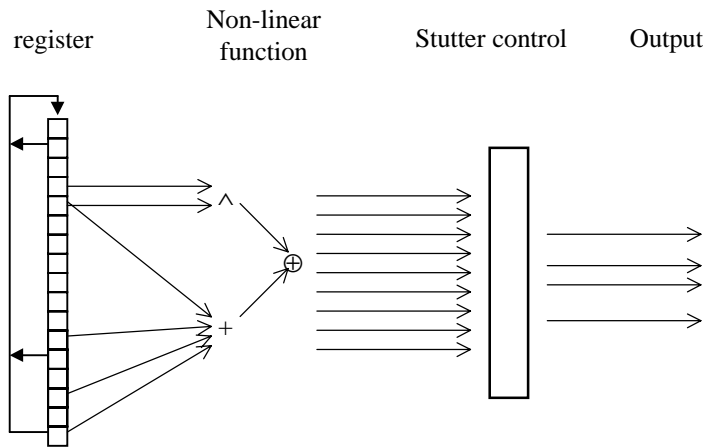 register
Non-linear
function
Stutter control
Output
^
⊕
+